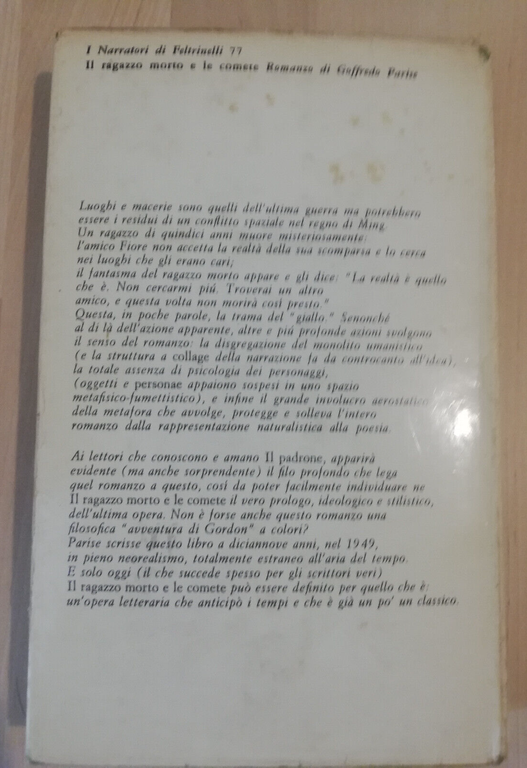 I Narratori di Feltrinelli 77
Il ragazzo morto e le comete Romanzo di Goffredo Parise
Luoghi e macerie sono quelli dell'ultima guerra ma potrebbero
essere i residui di un conflitto spaziale nel regno di Ming.
Un ragazzo di quindici anni muore misteriosamente:
l'amico Fiore non accetta la realtà della sua scomparsa e lo cerca
nei luoghi che gli erano cari;
il fantasma del ragazzo morto appare e gli dice: "La realtà è quello
che è. Non cercarmi più. Troverai un altro
amico, e questa volta non morirà così presto."
Questa, in poche parole, la trama del "giallo." Senonché
al di là dell'azione apparente, altre e più profonde azioni svolgono
il senso del romanzo: la disgregazione del monolito umanistico
(e la struttura a collage della narrazione fa da controcanto all'idea),
la totale assenza di psicologia dei personaggi,
(oggetti e personae appaiono sospesi in uno spazio
metafisico-fumettistico), e infine il grande involucro aerostatico
della metafora che avvolge, protegge e solleva l'intero
romanzo dalla rappresentazione naturalistica alla poesia.
Ai lettori che conoscono e amano Il padrone, apparirà
evidente (ma anche sorprendente) il filo profondo che lega
quel romanzo a questo, così da poter facilmente individuare ne
Il ragazzo morto e le comete il vero prologo, ideologico e stilistico,
dell'ultima opera. Non è forse anche questo romanzo una
filosofica "avventura di Gordon" a colori?
Parise scrisse questo libro a diciannove anni, nel 1949,
in pieno neorealismo, totalmente estraneo all'aria del tempo.
E solo oggi (il che succede spesso per gli scrittori veri)
Il ragazzo morto e le comete può essere definito per quello che è:
un'opera letteraria che anticipò i tempi e che è già un po' un classico.